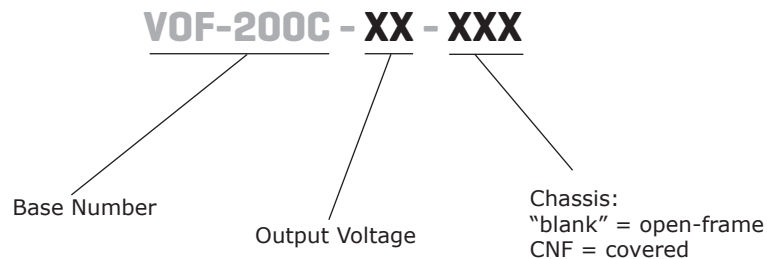 VOF-200C - XX - XXX
Base Number
Output Voltage
Chassis:
“blank” = open-frame
CNF = covered